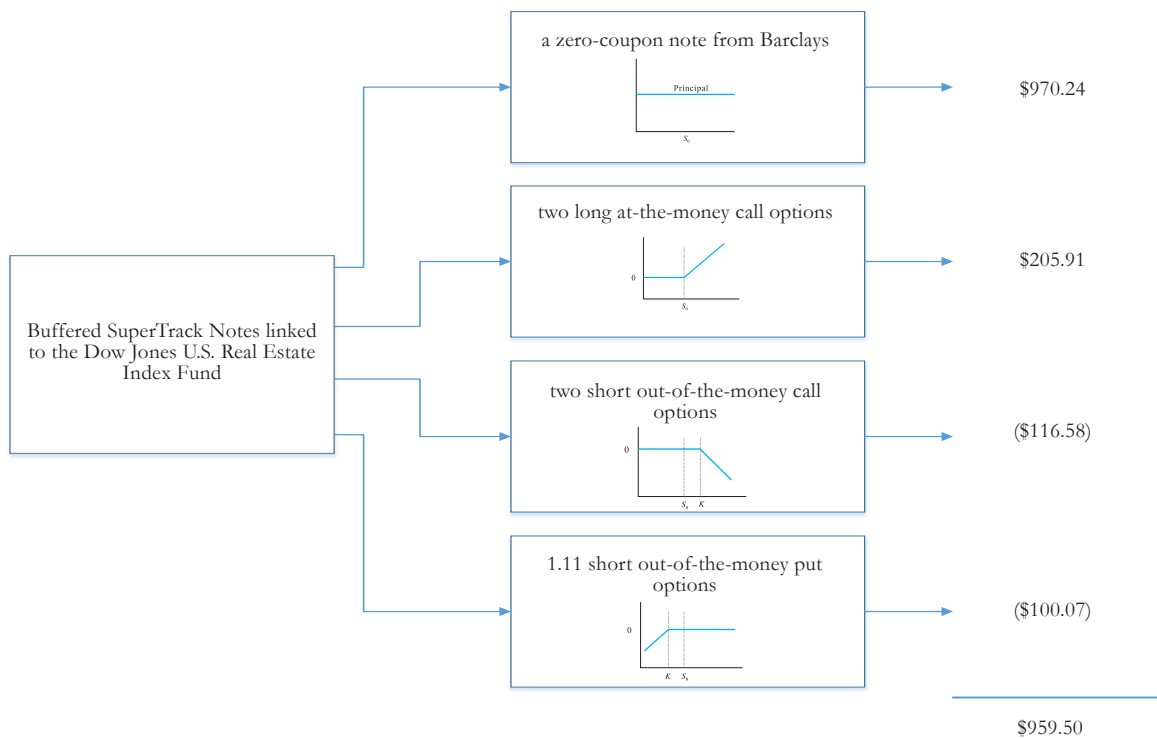 a zero-coupon note from Barclays
Principal
S₀
$970.24
two long at-the-money call options
0
S₀
$205.91
Buffered SuperTrack Notes linked
to the Dow Jones U.S. Real Estate
Index Fund
two short out-of-the-money call
options
0
S₀ K
($116.58)
1.11 short out-of-the-money put
options
0
K S₀
($100.07)
$959.50